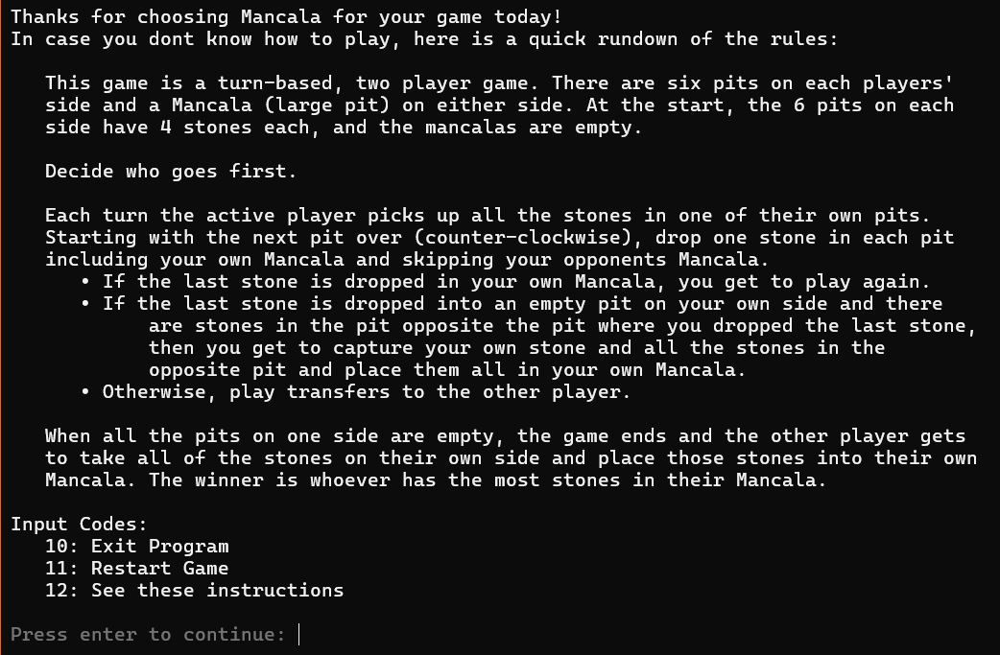 Thanks for choosing Mancala for your game today!
In case you dont know how to play, here is a quick rundown of the rules:
This game is a turn-based, two player game. There are six pits on each players'
side and a Mancala (large pit) on either side. At the start, the 6 pits on each
side have 4 stones each, and the mancalas are empty.
Decide who goes first.
Each turn the active player picks up all the stones in one of their own pits.
Starting with the next pit over (counter-clockwise), drop one stone in each pit
including your own Mancala and skipping your opponents Mancala.
• If the last stone is dropped in your own Mancala, you get to play again.
• If the last stone is dropped into an empty pit on your own side and there
are stones in the pit opposite the pit where you dropped the last stone,
then you get to capture your own stone and all the stones in the
opposite pit and place them all in your own Mancala.
• Otherwise, play transfers to the other player.
When all the pits on one side are empty, the game ends and the other player gets
to take all of the stones on their own side and place those stones into their own
Mancala. The winner is whoever has the most stones in their Mancala.
Input Codes:
10: Exit Program
11: Restart Game
12: See these instructions
Press enter to continue: